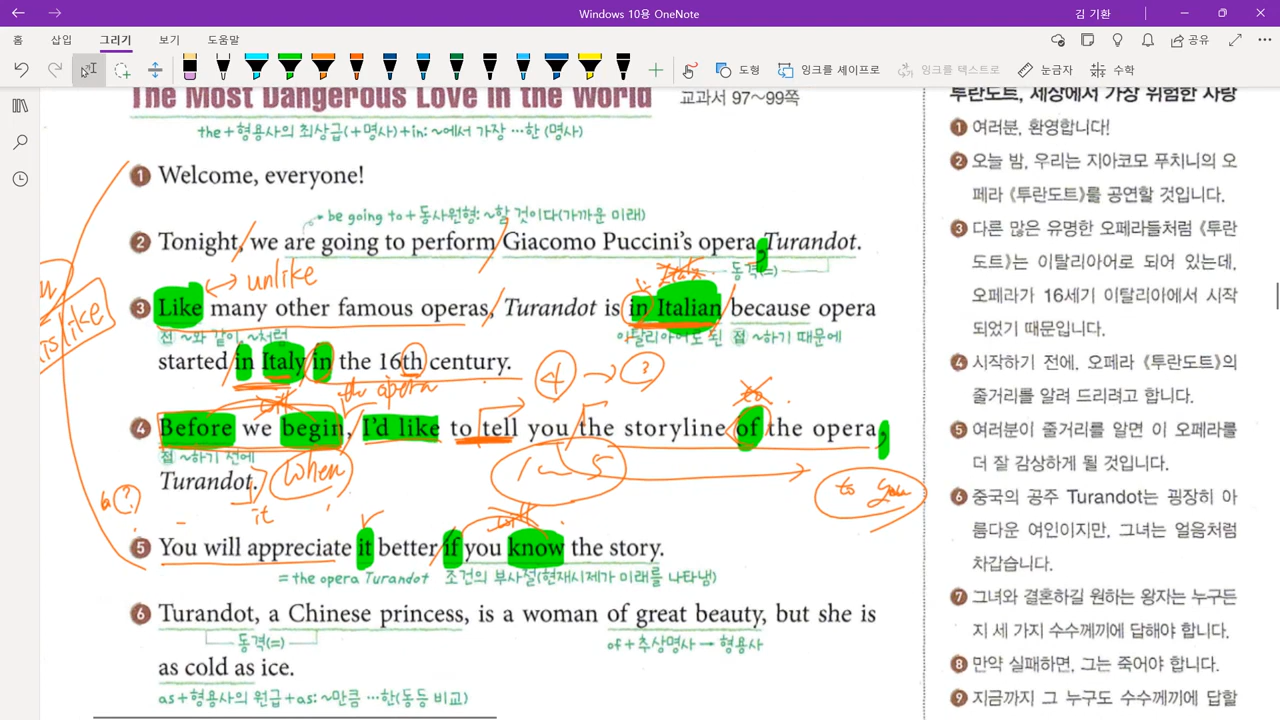 Windows 10용 OneNote
김 기환
홈 삽입 그리기 보기 도움말
공유
도형 잉크를 셰이프로 잉크를 텍스트로 눈금자 수학
The Most Dangerous Love in the World 교과서 97~99쪽
the+형용사의 최상급(+명사)+in: ~에서 가장 …한 (명사)
1 Welcome, everyone!
be going to+동사원형: ~할 것이다(가까운 미래)
2 Tonight, we are going to perform Giacomo Puccini's opera, Turandot.
동격(=)
unlike
3 Like many other famous operas, Turandot is in Italian because opera
전 ~와 같이, ~처럼 이탈리아어로 된 접 ~하기 때문에
islike
started in Italy in the 16th century.
the opera
4 → ?
4 Before we begin, I'd like to tell you the storyline of the opera,
접 ~하기 전에
Turandot.
when
it
1 ~ 5
to you
?
5 You will appreciate it better if you know the story.
= the opera Turandot 조건의 부사절(현재시제가 미래를 나타냄)
6 Turandot, a Chinese princess, is a woman of great beauty, but she is
동격(=) of+추상명사 → 형용사
as cold as ice.
as+형용사의 원급+as: ~만큼 …한(동등 비교)
투란도트, 세상에서 가장 위험한 사랑
1 여러분, 환영합니다!
2 오늘 밤, 우리는 지아코모 푸치니의 오
페라 《투란도트》를 공연할 것입니다.
3 다른 많은 유명한 오페라들처럼 《투란
도트》는 이탈리아어로 되어 있는데,
오페라가 16세기 이탈리아에서 시작
되었기 때문입니다.
4 시작하기 전에, 오페라 《투란도트》의
줄거리를 알려 드리려고 합니다.
5 여러분이 줄거리를 알면 이 오페라를
더 잘 감상하게 될 것입니다.
6 중국의 공주 Turandot는 굉장히 아
름다운 여인이지만, 그녀는 얼음처럼
차갑습니다.
7 그녀와 결혼하길 원하는 왕자는 누구든
지 세 가지 수수께끼에 답해야 합니다.
8 만약 실패하면, 그는 죽어야 합니다.
9 지금까지 그 누구도 수수께끼에 답할